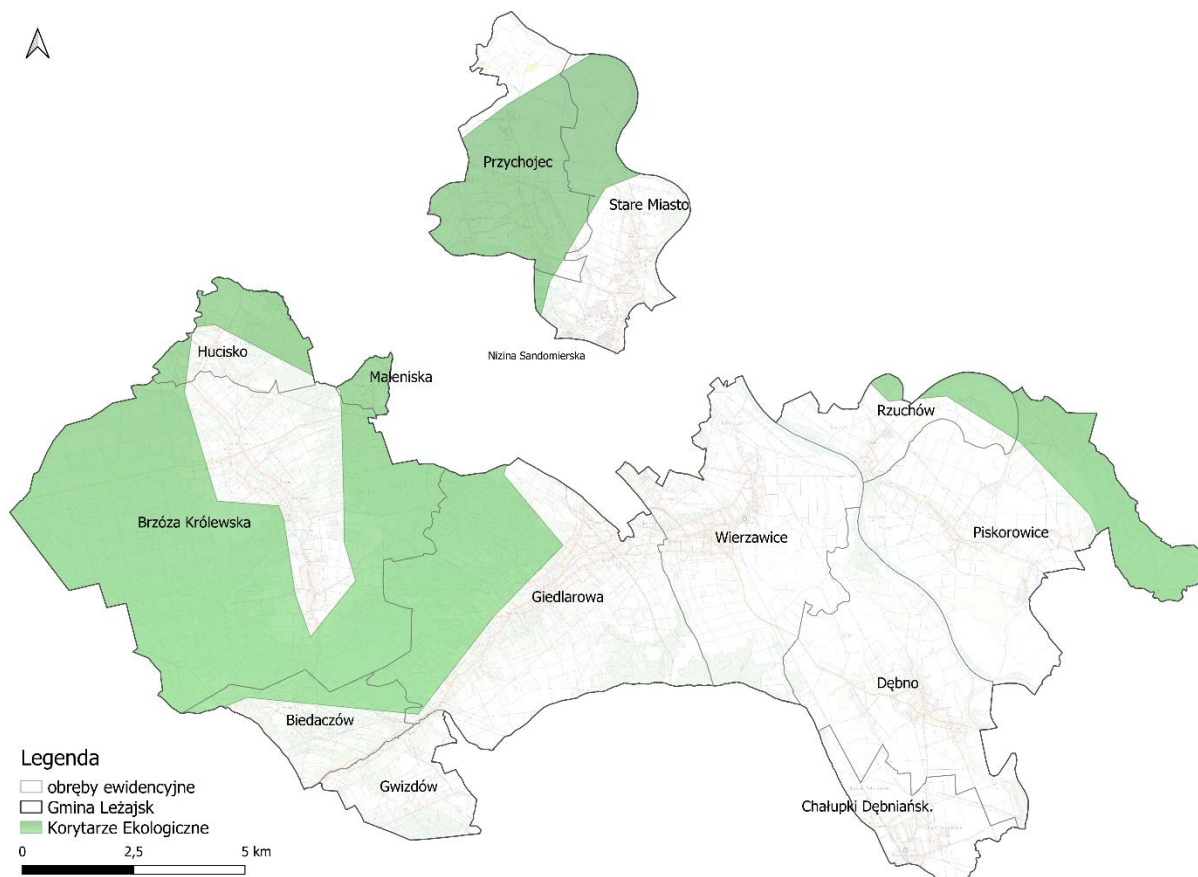 Przychojec
Stare Miasto
Nizina Sandomierska
Hucisko
Maleniska
Rzuchów
Brzóza Królewska
Wierzawice
Piskorowice
Giedlarowa
Dębno
Biedaczów
Gwizdów
Chałupki Dębniańsk.
Legenda
obręby ewidencyjne
Gmina Leżajsk
Korytarze Ekologiczne
0 2,5 5 km